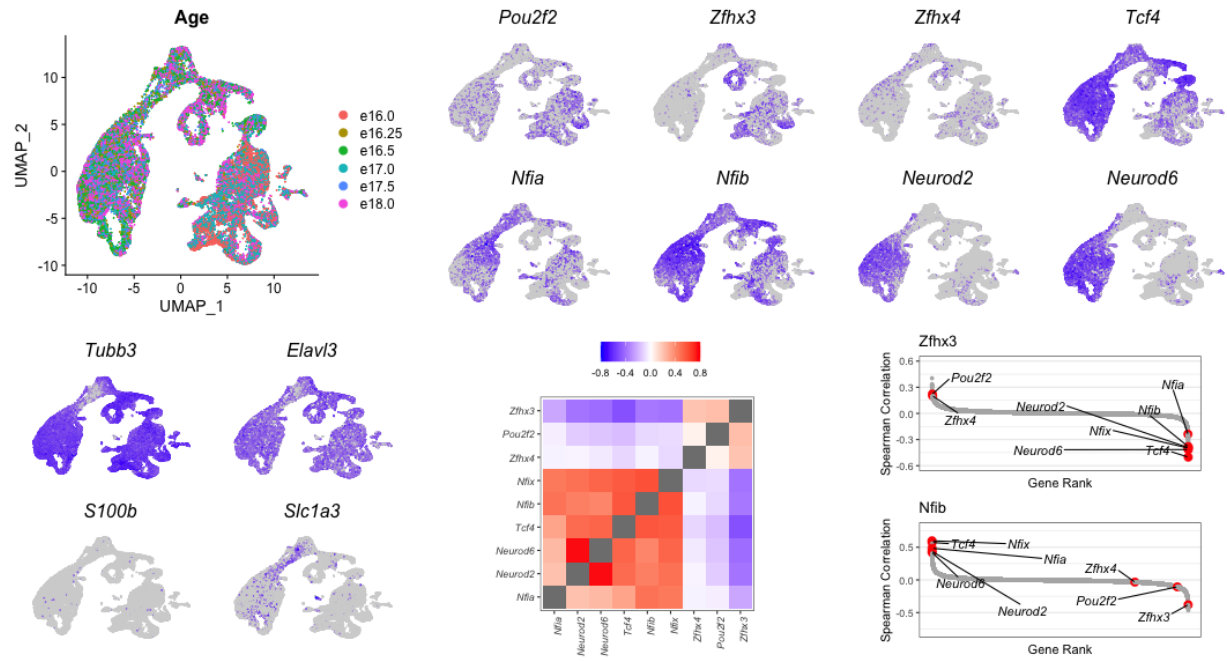 Age
Pou2f2
Zfhx3
Zfhx4
Tcf4
10
5
0
-5
-10
UMAP_2
-10
-5
0
5
10
UMAP_1
e16.0
e16.25
e16.5
e17.0
e17.5
e18.0
Nfia
Nfib
Neurod2
Neurod6
Tubb3
Elavl3
S100b
Slc1a3
-0.8
-0.4
0.0
0.4
0.8
Zfhx3
Pou2f2
Zfhx4
Nfix
Nfib
Tcf4
Neurod6
Neurod2
Nfia
Nfia
Neurod2
Neurod6
Tcf4
Nfib
Nfix
Zfhx4
Pou2f2
Zfhx3
Zfhx3
Spearman Correlation
0.6
0.3
0.0
-0.3
-0.6
Pou2f2
Zfhx4
Nfia
Neurod2
Nfib
Nfix
Neurod6
Tcf4
Gene Rank
Nfib
Spearman Correlation
0.5
0.0
-0.5
Tcf4
Nfix
Nfia
Neurod6
Neurod2
Zfhx4
Pou2f2
Zfhx3
Gene Rank